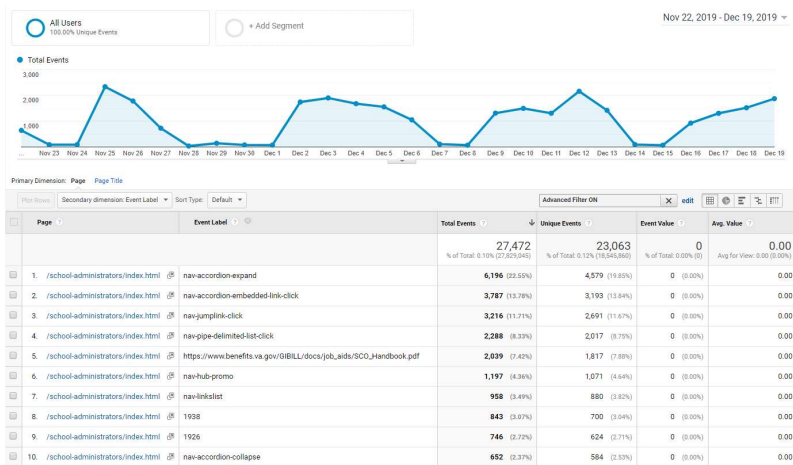 All Users
100.00% Unique Events
+ Add Segment
Nov 22, 2019 - Dec 19, 2019
Total Events
3,000
2,000
1,000
... Nov 23 Nov 24 Nov 25 Nov 26 Nov 27 Nov 28 Nov 29 Nov 30 Dec 1 Dec 2 Dec 3 Dec 4 Dec 5 Dec 6 Dec 7 Dec 8 Dec 9 Dec 10 Dec 11 Dec 12 Dec 13 Dec 14 Dec 15 Dec 16 Dec 17 Dec 18 Dec 19
Primary Dimension: Page Page Title
Plot Rows Secondary dimension: Event Label Sort Type: Default Advanced Filter ON edit
Page Event Label Total Events Unique Events Event Value Avg. Value
27,472 23,063 0 0.00
% of Total: 0.10% (27,829,045) % of Total: 0.12% (18,545,860) % of Total: 0.00% (0) Avg for View: 0.00 (0.00%)
1. /school-administrators/index.html nav-accordion-expand 6,196 (22.55%) 4,579 (19.85%) 0 (0.00%) 0.00
2. /school-administrators/index.html nav-accordion-embedded-link-click 3,787 (13.78%) 3,193 (13.84%) 0 (0.00%) 0.00
3. /school-administrators/index.html nav-jumplink-click 3,216 (11.71%) 2,691 (11.67%) 0 (0.00%) 0.00
4. /school-administrators/index.html nav-pipe-delimited-list-click 2,288 (8.33%) 2,017 (8.75%) 0 (0.00%) 0.00
5. /school-administrators/index.html https://www.benefits.va.gov/GIBILL/docs/job_aids/SCO_Handbook.pdf 2,039 (7.42%) 1,817 (7.88%) 0 (0.00%) 0.00
6. /school-administrators/index.html nav-hub-promo 1,197 (4.36%) 1,071 (4.64%) 0 (0.00%) 0.00
7. /school-administrators/index.html nav-linkslist 958 (3.49%) 880 (3.82%) 0 (0.00%) 0.00
8. /school-administrators/index.html 1938 843 (3.07%) 700 (3.04%) 0 (0.00%) 0.00
9. /school-administrators/index.html 1926 746 (2.72%) 624 (2.71%) 0 (0.00%) 0.00
10. /school-administrators/index.html nav-accordion-collapse 652 (2.37%) 584 (2.53%) 0 (0.00%) 0.00